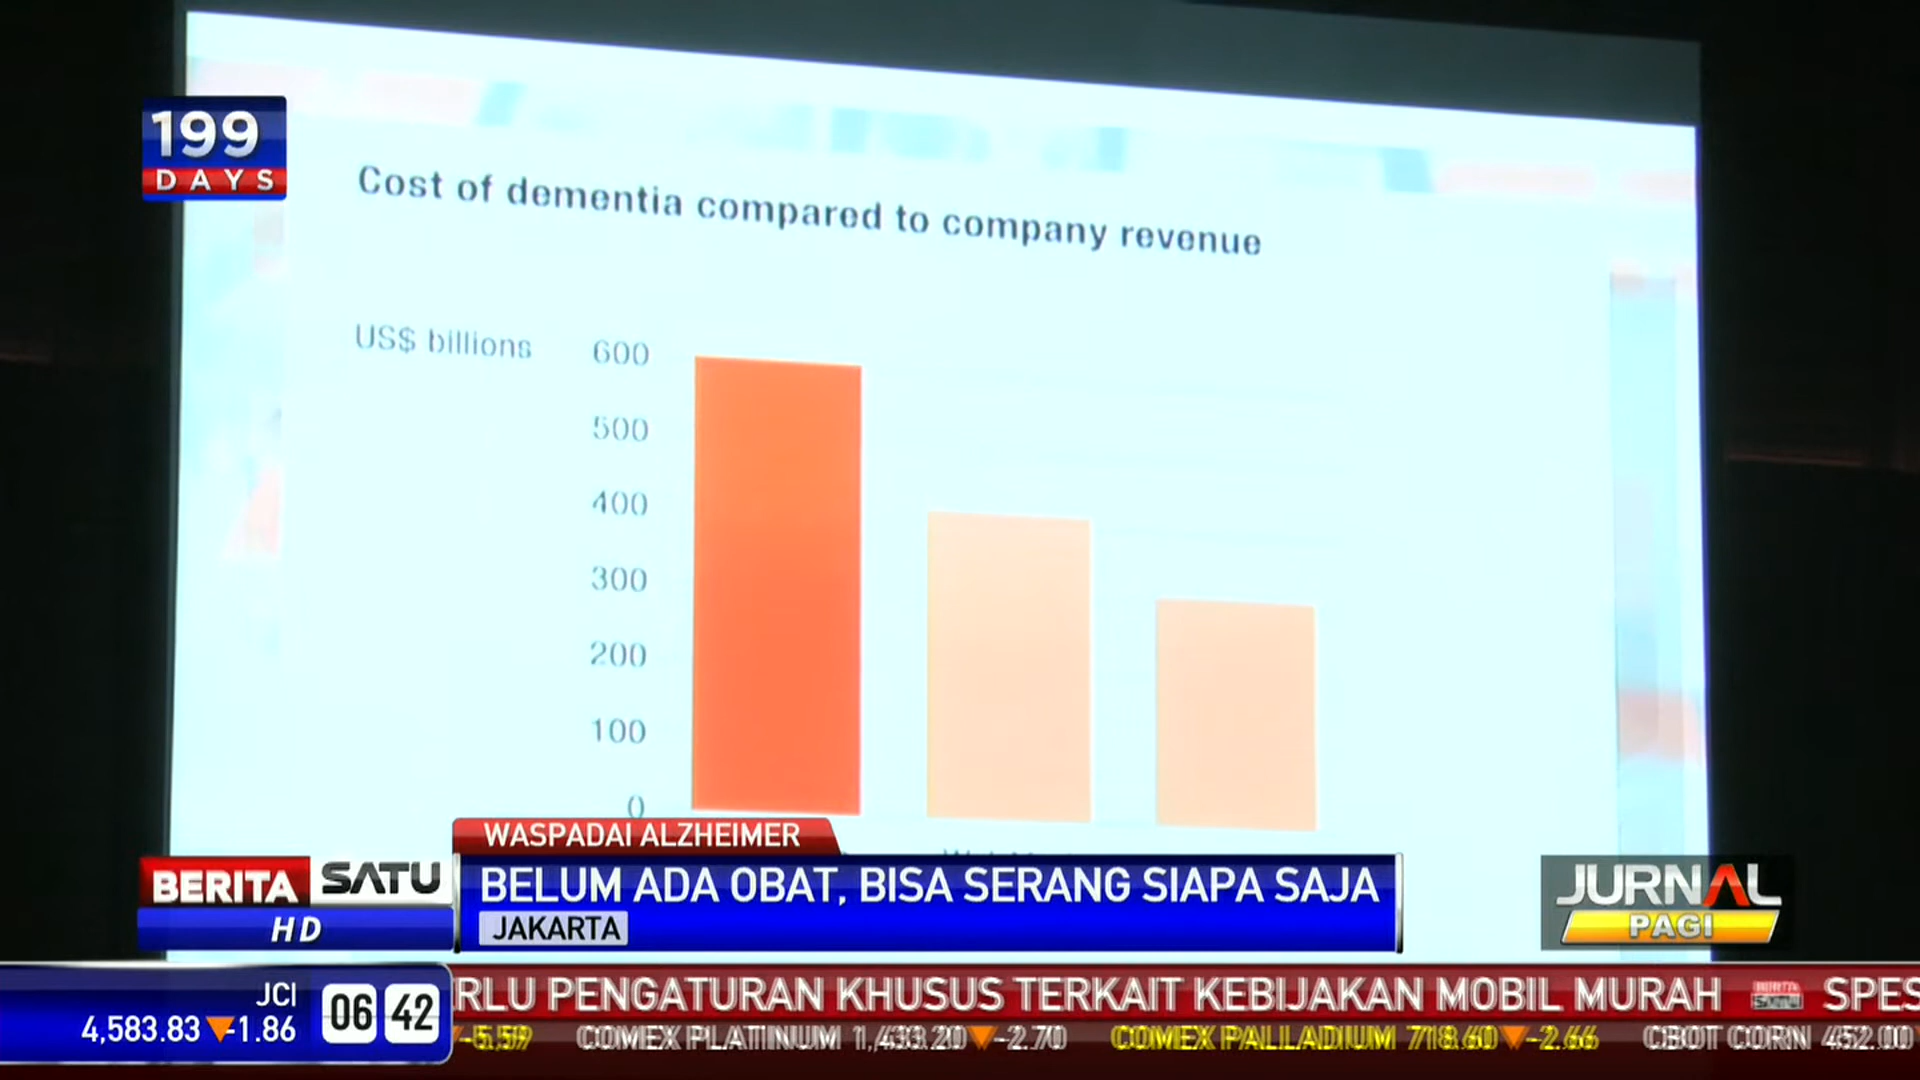 199
DAYS
Cost of dementia compared to company revenue
US$ billions
600
500
400
300
200
100
0
WASPADAI ALZHEIMER
BERITA SATU
HD
BELUM ADA OBAT, BISA SERANG SIAPA SAJA
JAKARTA
JURNAL
PAGI
JCI
4,583.83 ▼-1.86
06 42
RLU PENGATURAN KHUSUS TERKAIT KEBIJAKAN MOBIL MURAH SPES
-5.59 COMEX PLATINUM 1,433.20 ▼-2.70 COMEX PALLADIUM 718.60 ▼-2.66 CBOT CORN 452.00